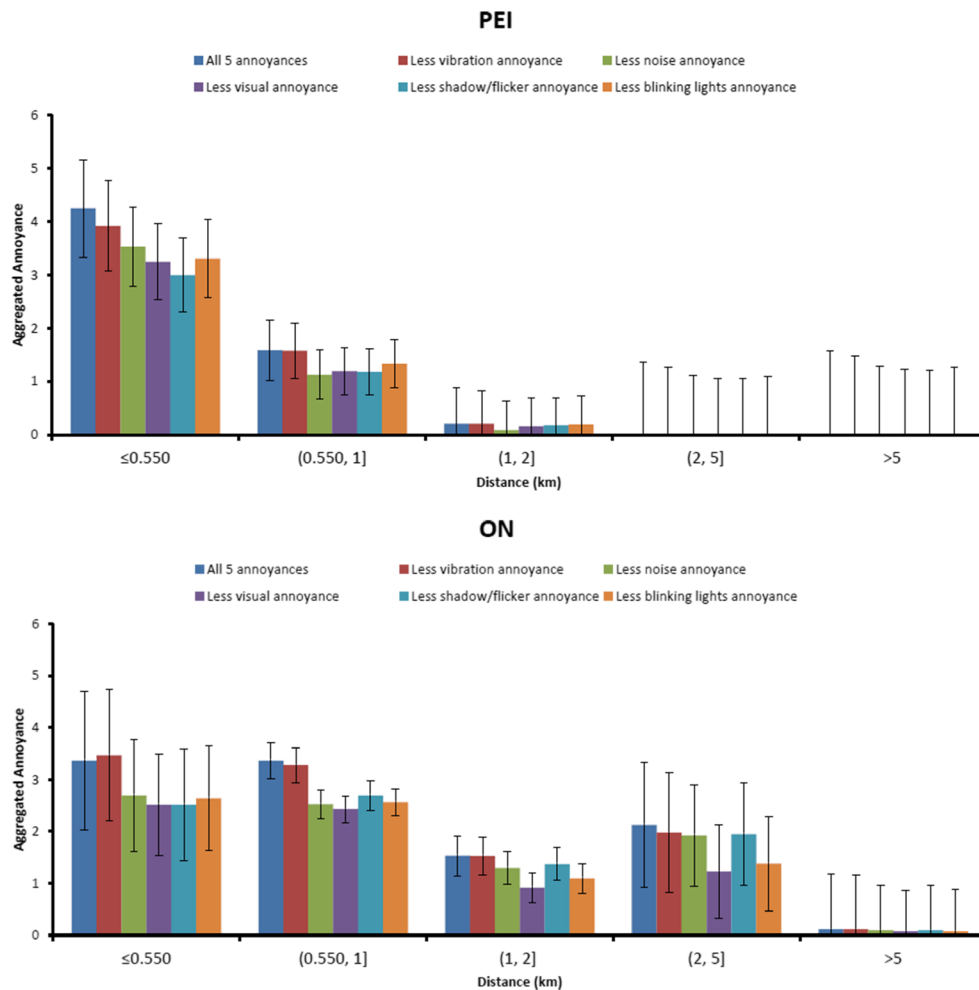 PEI
All 5 annoyances Less vibration annoyance Less noise annoyance
Less visual annoyance Less shadow/flicker annoyance Less blinking lights annoyance
6
5
4
3
2
1
0
Aggregated Annoyance
≤0.550 (0.550, 1] (1, 2] (2, 5] >5
Distance (km)
ON
All 5 annoyances Less vibration annoyance Less noise annoyance
Less visual annoyance Less shadow/flicker annoyance Less blinking lights annoyance
6
5
4
3
2
1
0
Aggregated Annoyance
≤0.550 (0.550, 1] (1, 2] (2, 5] >5
Distance (km)